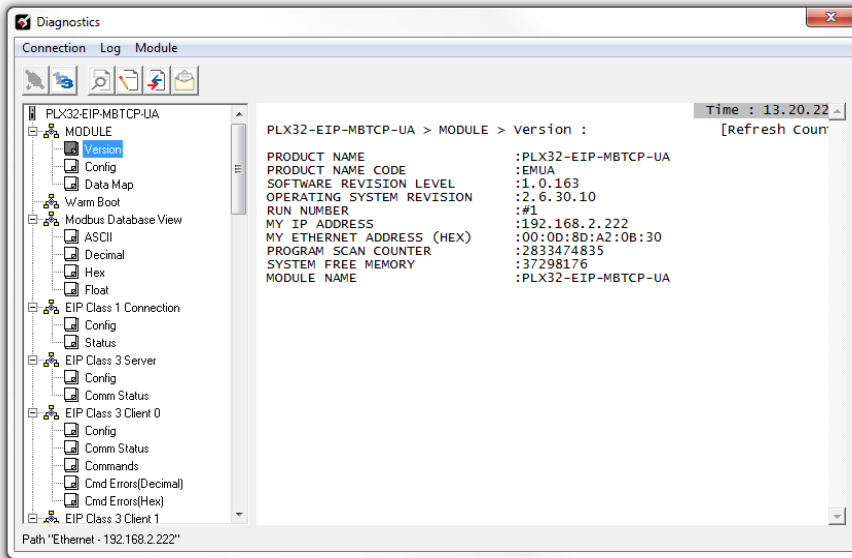 Diagnostics
Connection Log Module
PLX32-EIP-MBTCP-UA
MODULE
Version
Config
Data Map
Warm Boot
Modbus Database View
ASCII
Decimal
Hex
Float
EIP Class 1 Connection
Config
Status
EIP Class 3 Server
Config
Comm Status
EIP Class 3 Client 0
Config
Comm Status
Commands
Cmd Errors(Decimal)
Cmd Errors(Hex)
EIP Class 3 Client 1
Time : 13.20.22
PLX32-EIP-MBTCP-UA > MODULE > Version : [Refresh Coun
PRODUCT NAME :PLX32-EIP-MBTCP-UA
PRODUCT NAME CODE :EMUA
SOFTWARE REVISION LEVEL :1.0.163
OPERATING SYSTEM REVISION :2.6.30.10
RUN NUMBER :#1
MY IP ADDRESS :192.168.2.222
MY ETHERNET ADDRESS (HEX) :00:0D:8D:A2:0B:30
PROGRAM SCAN COUNTER :2833474835
SYSTEM FREE MEMORY :37298176
MODULE NAME :PLX32-EIP-MBTCP-UA
Path "Ethernet - 192.168.2.222"